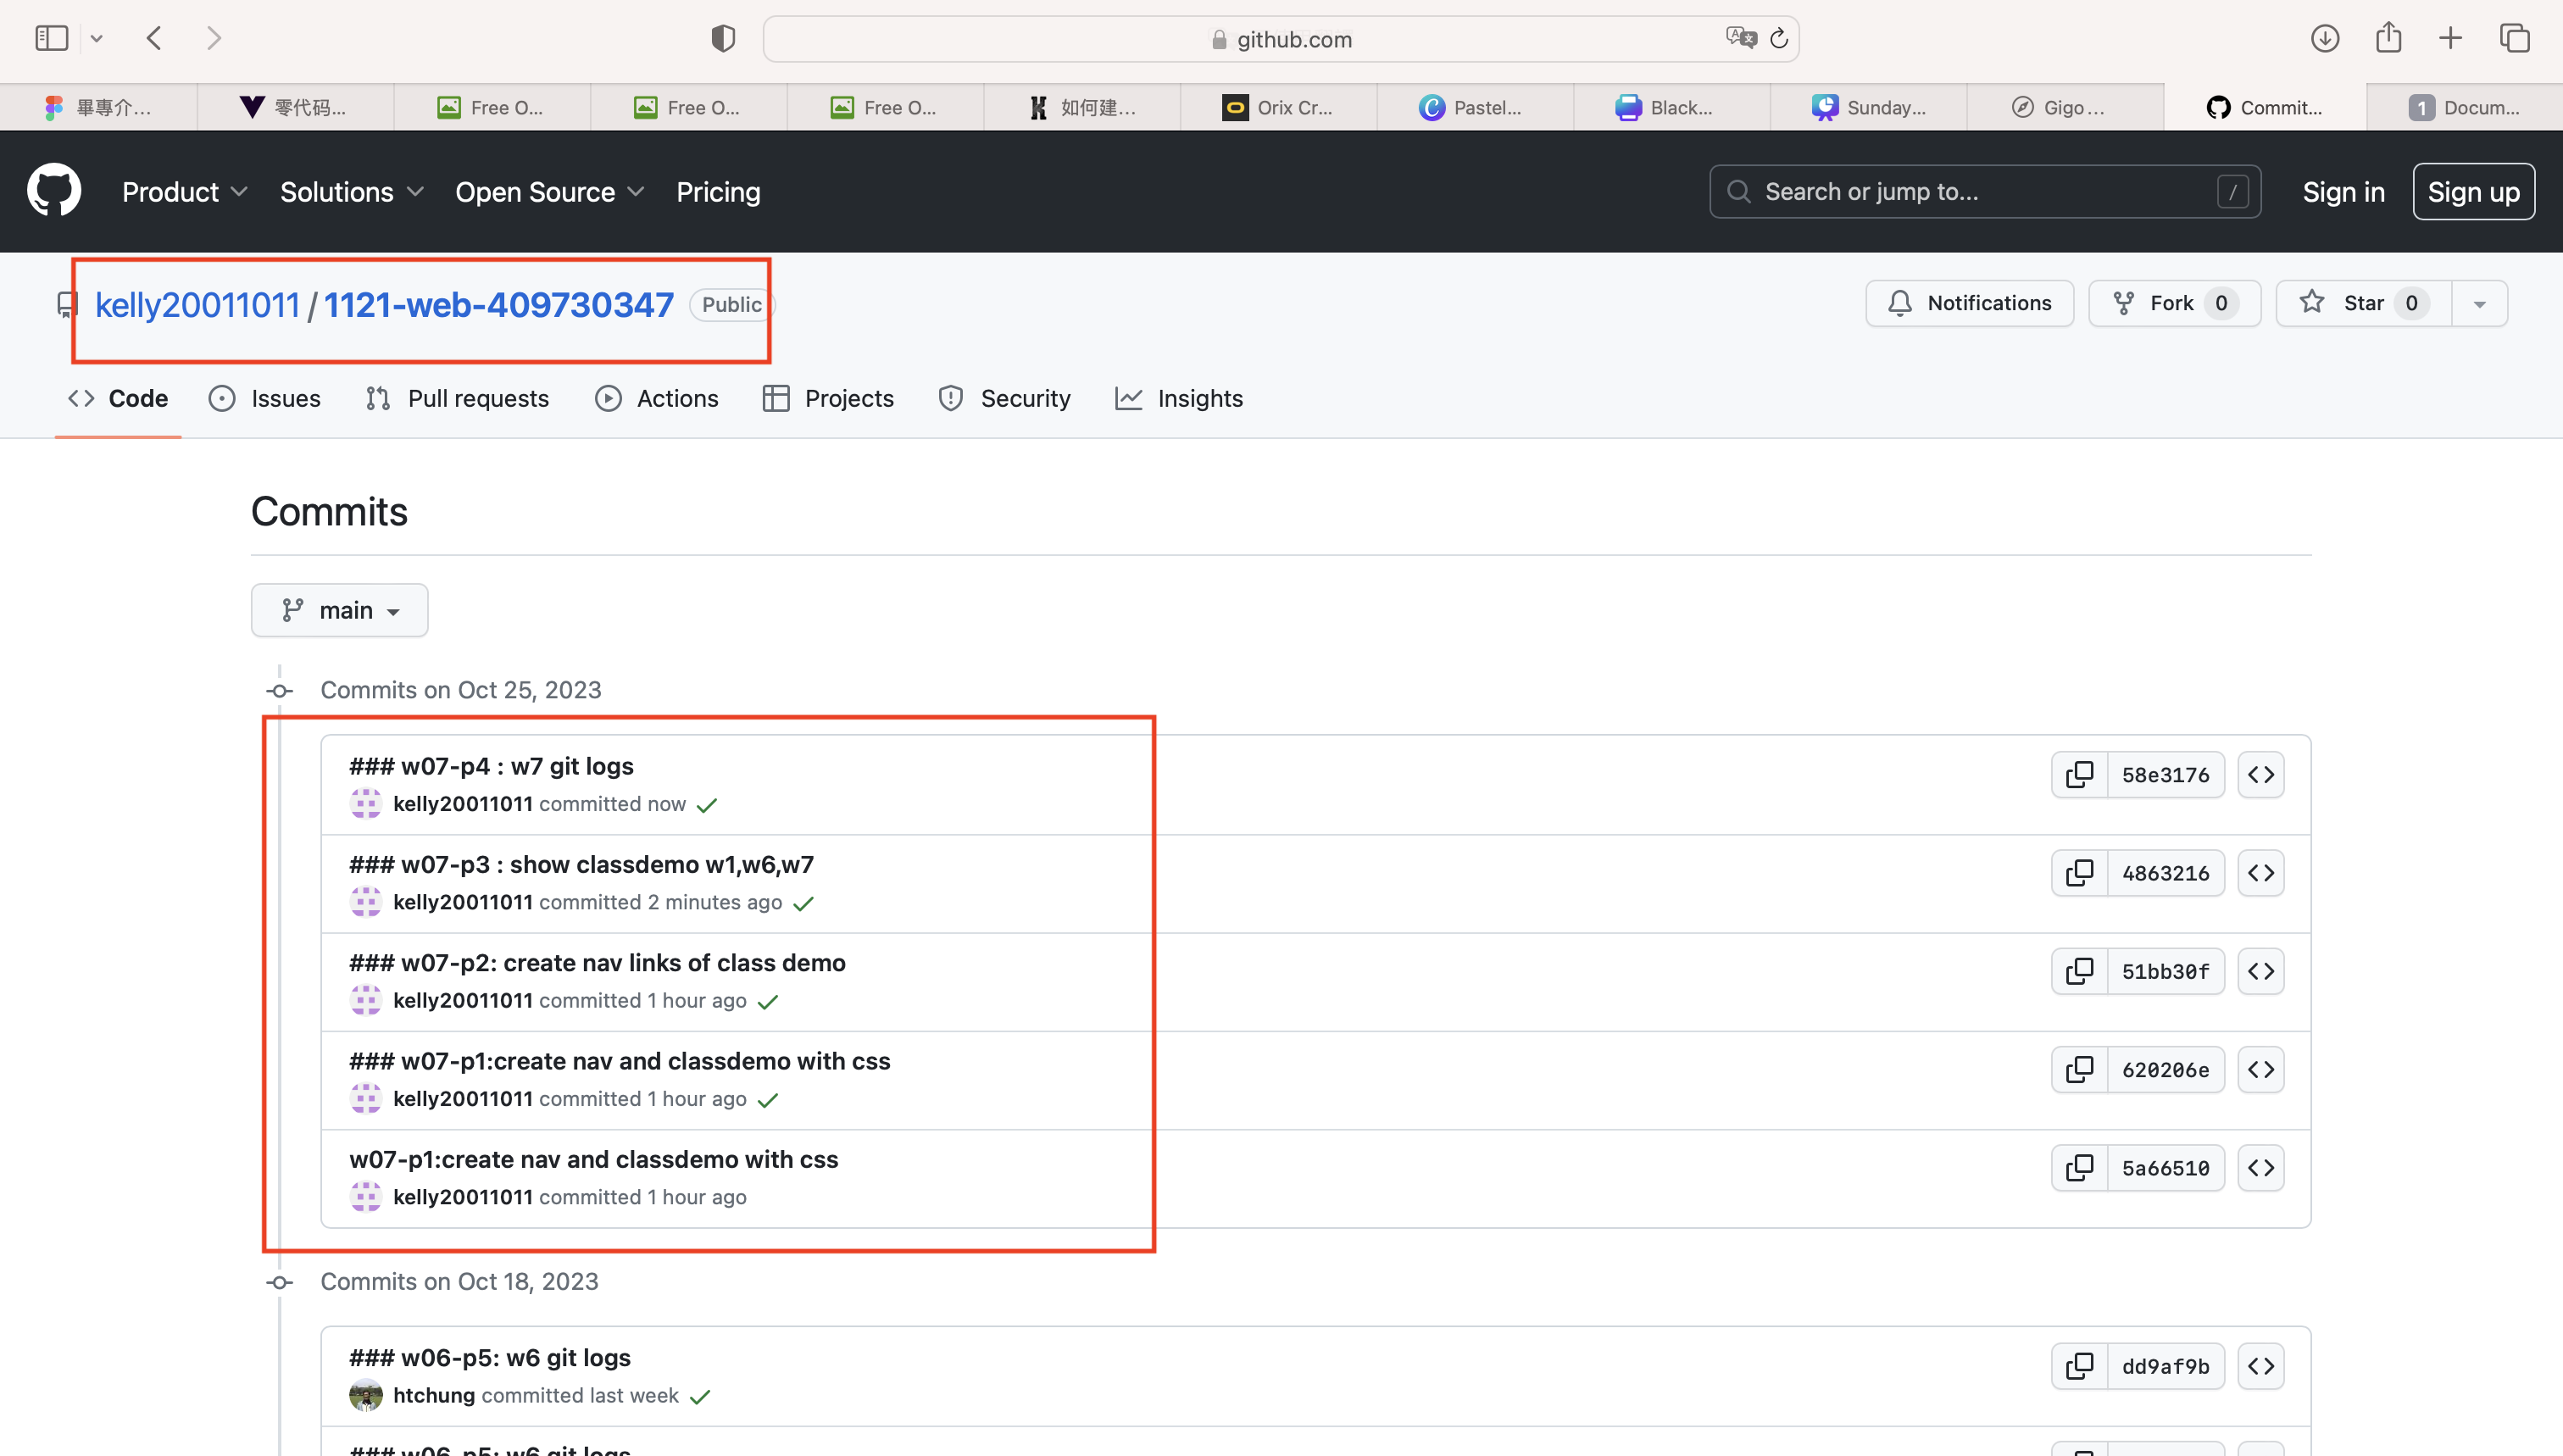 github.com
畢專介...
零代码...
Free O...
Free O...
Free O...
如何建...
Orix Cr...
Pastel...
Black...
Sunday...
Gigo ...
Commit...
1 Docum...
Product Solutions Open Source Pricing
Search or jump to... /
Sign in Sign up
kelly20011011 / 1121-web-409730347 Public
Notifications Fork 0 Star 0
Code Issues Pull requests Actions Projects Security Insights
Commits
main
Commits on Oct 25, 2023
### w07-p4 : w7 git logs
kelly20011011 committed now
58e3176
### w07-p3 : show classdemo w1,w6,w7
kelly20011011 committed 2 minutes ago
4863216
### w07-p2: create nav links of class demo
kelly20011011 committed 1 hour ago
51bb30f
### w07-p1:create nav and classdemo with css
kelly20011011 committed 1 hour ago
620206e
w07-p1:create nav and classdemo with css
kelly20011011 committed 1 hour ago
5a66510
Commits on Oct 18, 2023
### w06-p5: w6 git logs
htchung committed last week
dd9af9b
### w06-p5: w6 git logs